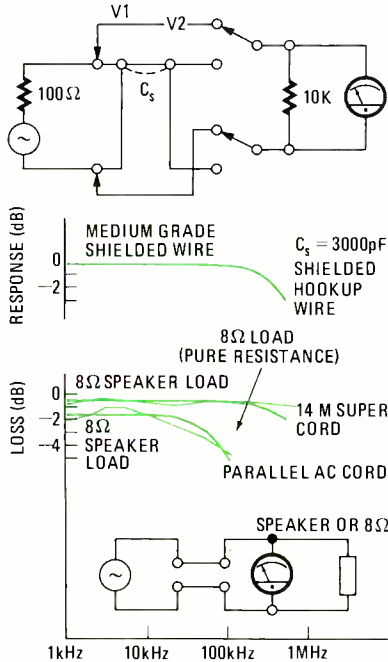 V1
V2
100Ω
Cs
10K
RESPONSE (dB)
0
−2
MEDIUM GRADE
SHIELDED WIRE
Cs = 3000pF
SHIELDED
HOOKUP
WIRE
8Ω LOAD
(PURE RESISTANCE)
LOSS (dB)
0
−2
−4
8Ω SPEAKER LOAD
8Ω
SPEAKER
LOAD
14 M SUPER
CORD
PARALLEL AC CORD
SPEAKER OR 8Ω
1kHz
10kHz
100kHz
1MHz